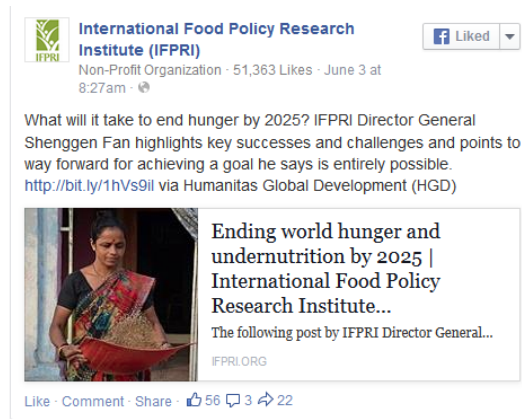 International Food Policy Research
Institute (IFPRI)
Liked
IFPRI
Non-Profit Organization · 51,363 Likes · June 3 at
8:27am ·
What will it take to end hunger by 2025? IFPRI Director General
Shenggen Fan highlights key successes and challenges and points to
way forward for achieving a goal he says is entirely possible.
http://bit.ly/1hVs9il via Humanitas Global Development (HGD)
Ending world hunger and
undernutrition by 2025 |
International Food Policy
Research Institute...
The following post by IFPRI Director General...
IFPRI.ORG
Like · Comment · Share · 56 3 22